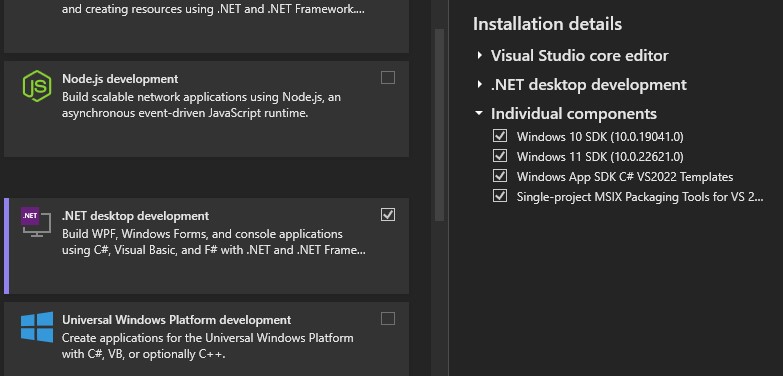 and creating resources using .NET and .NET Framework....
Node.js development
Build scalable network applications using Node.js, an
asynchronous event-driven JavaScript runtime.
.NET
.NET desktop development
Build WPF, Windows Forms, and console applications
using C#, Visual Basic, and F# with .NET and .NET Frame...
Universal Windows Platform development
Create applications for the Universal Windows Platform
with C#, VB, or optionally C++.
Installation details
Visual Studio core editor
.NET desktop development
Individual components
Windows 10 SDK (10.0.19041.0)
Windows 11 SDK (10.0.22621.0)
Windows App SDK C# VS2022 Templates
Single-project MSIX Packaging Tools for VS 2...